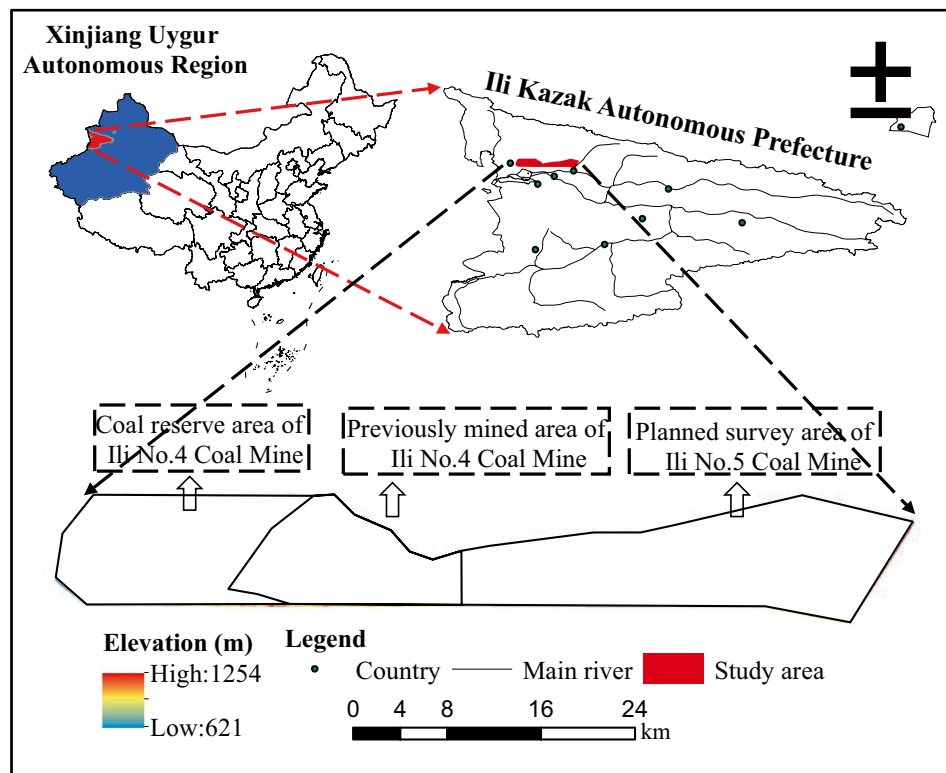 Xinjiang Uygur
Autonomous Region
Ili Kazak Autonomous Prefecture
Coal reserve area of
Ili No.4 Coal Mine
Previously mined area of
Ili No.4 Coal Mine
Planned survey area of
Ili No.5 Coal Mine
Elevation (m)
High:1254
Low:621
Legend
Country
Main river
Study area
0 4 8 16 24
km